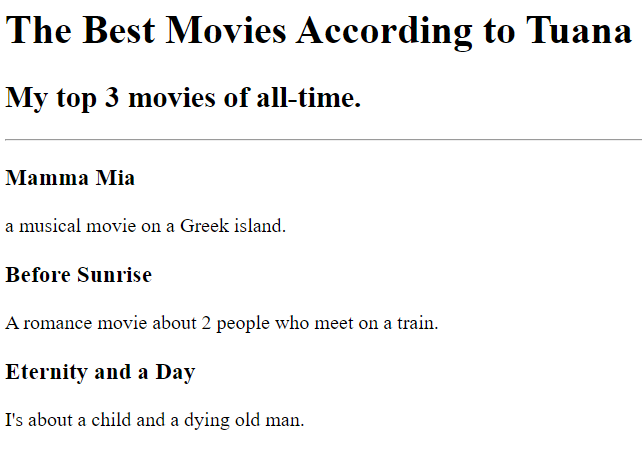 The Best Movies According to Tuana
My top 3 movies of all-time.
Mamma Mia
a musical movie on a Greek island.
Before Sunrise
A romance movie about 2 people who meet on a train.
Eternity and a Day
I's about a child and a dying old man.